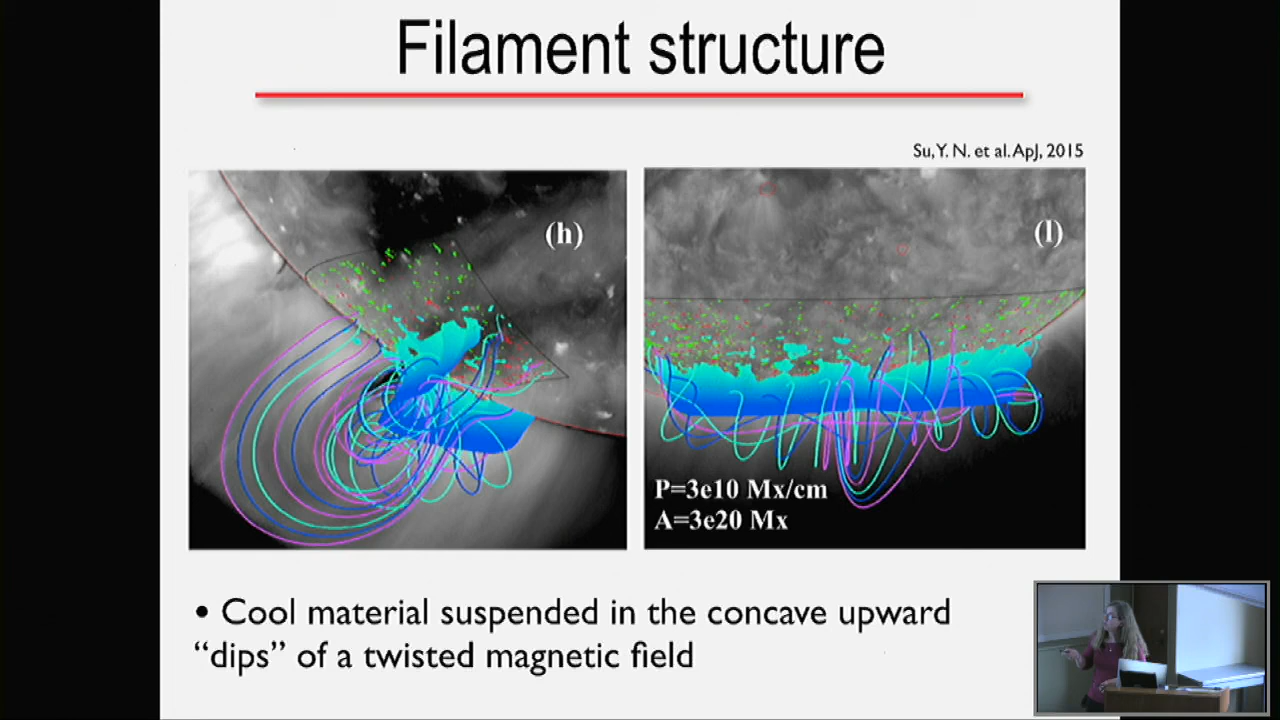 Filament structure
Su, Y. N. et al. ApJ, 2015
(h)
(l)
P=3e10 Mx/cm
A=3e20 Mx
• Cool material suspended in the concave upward
“dips” of a twisted magnetic field